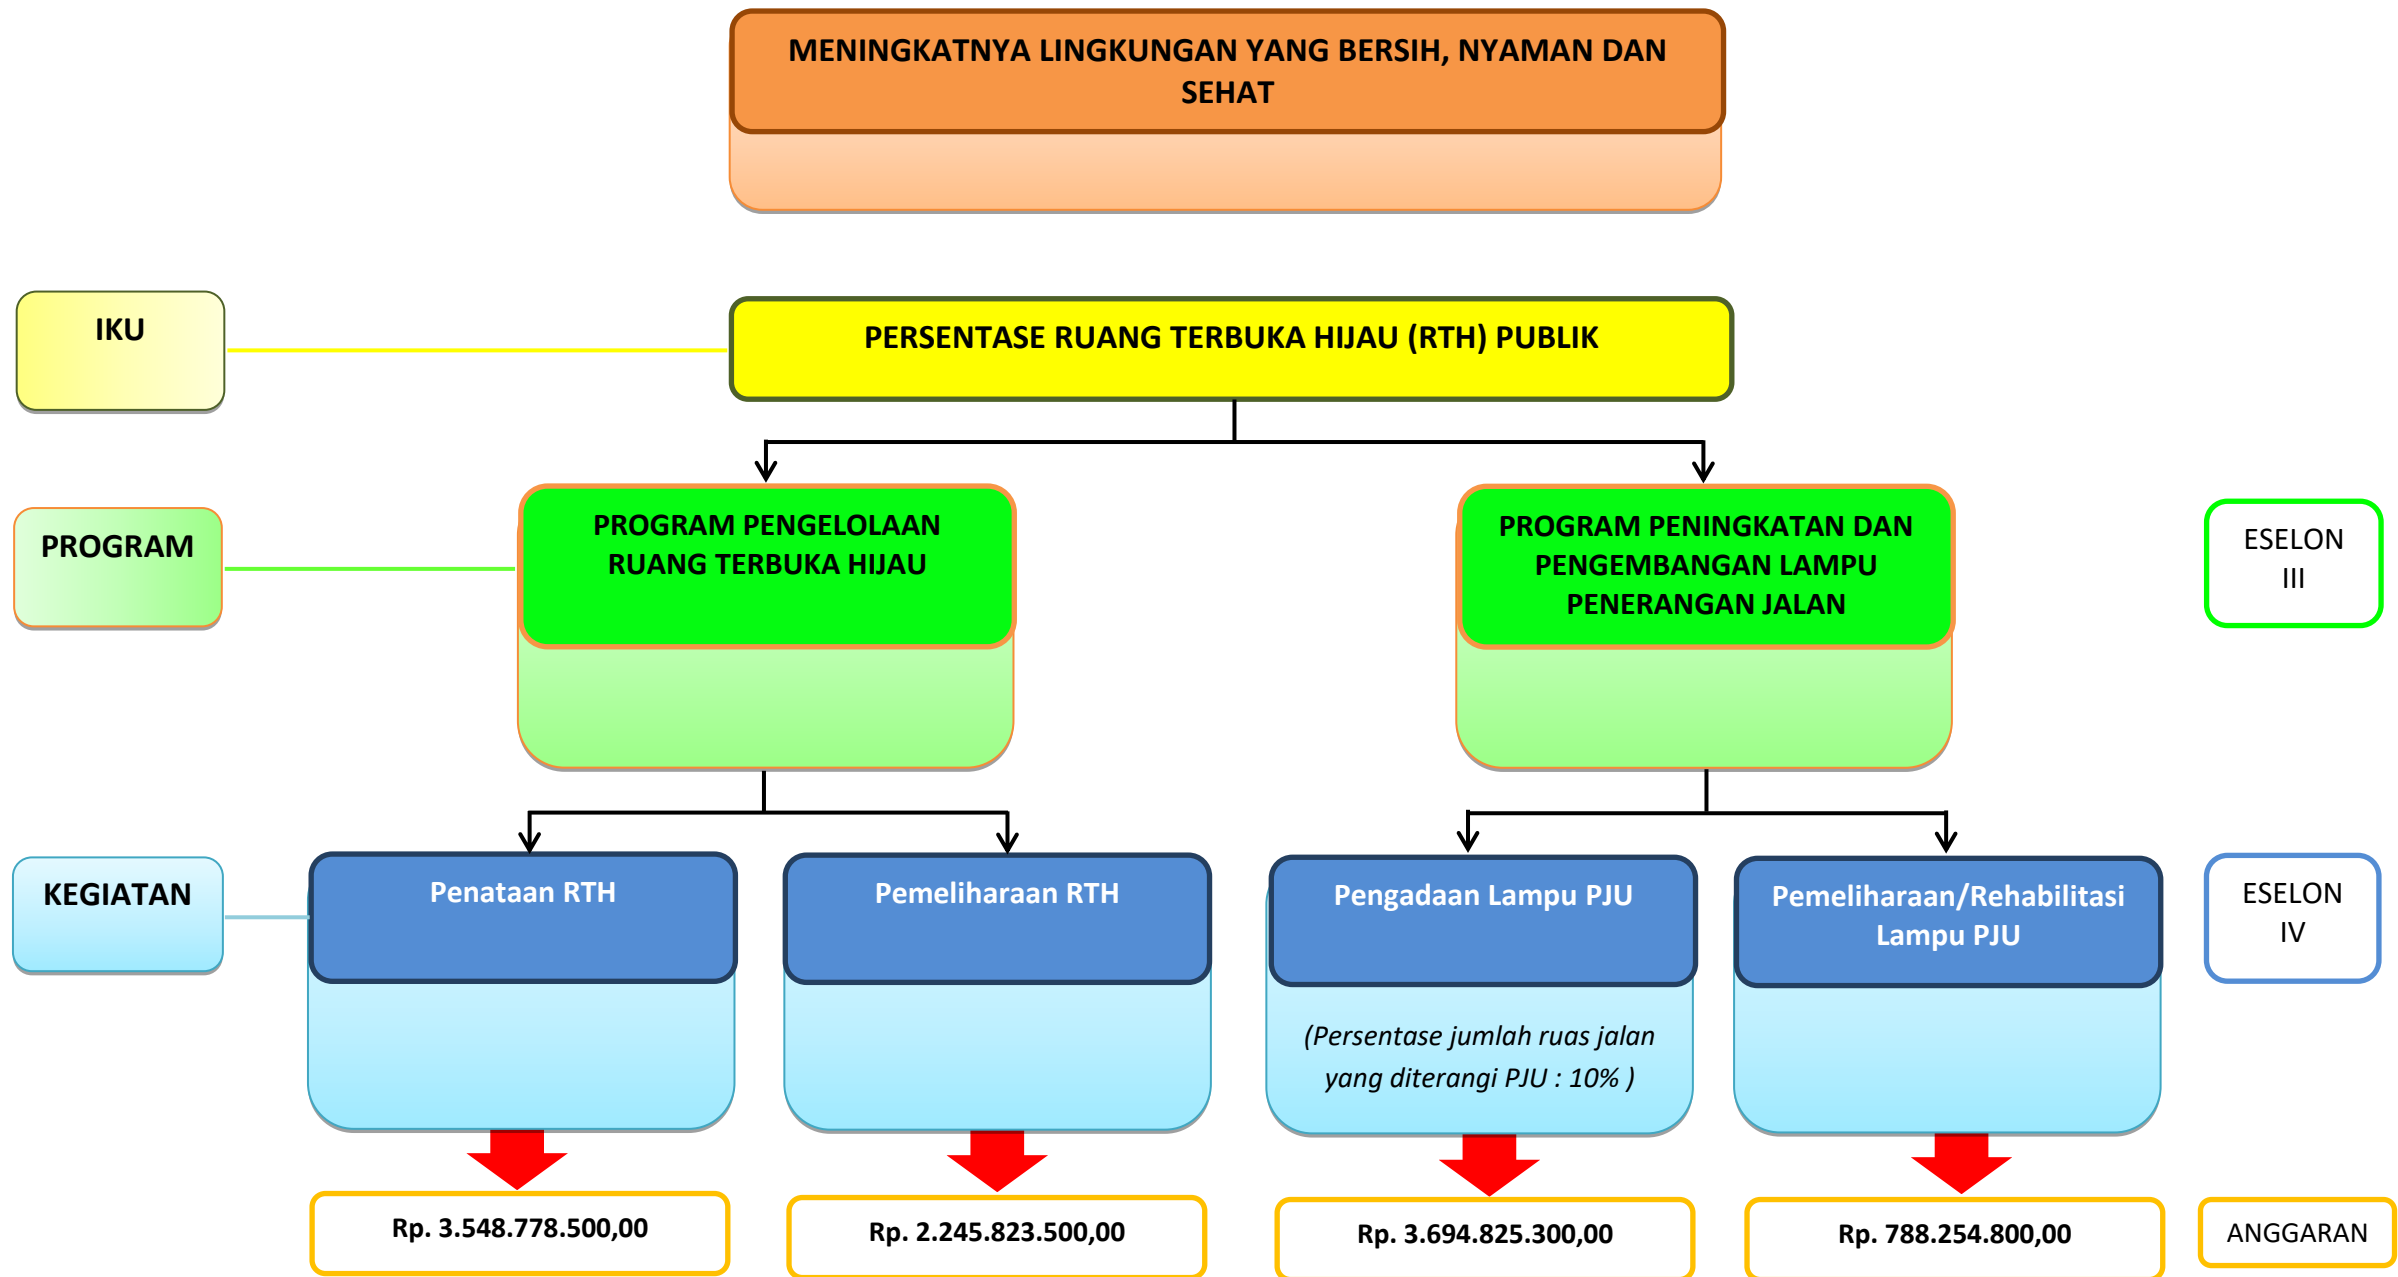 MENINGKATNYA LINGKUNGAN YANG BERSIH, NYAMAN DAN
SEHAT
IKU
PERSENTASE RUANG TERBUKA HIJAU (RTH) PUBLIK
PROGRAM
PROGRAM PENGELOLAAN
RUANG TERBUKA HIJAU
PROGRAM PENINGKATAN DAN
PENGEMBANGAN LAMPU
PENERANGAN JALAN
ESELON
III
KEGIATAN
Penataan RTH
Pemeliharaan RTH
Pengadaan Lampu PJU
(Persentase jumlah ruas jalan
yang diterangi PJU : 10% )
Pemeliharaan/Rehabilitasi
Lampu PJU
ESELON
IV
Rp. 3.548.778.500,00
Rp. 2.245.823.500,00
Rp. 3.694.825.300,00
Rp. 788.254.800,00
ANGGARAN